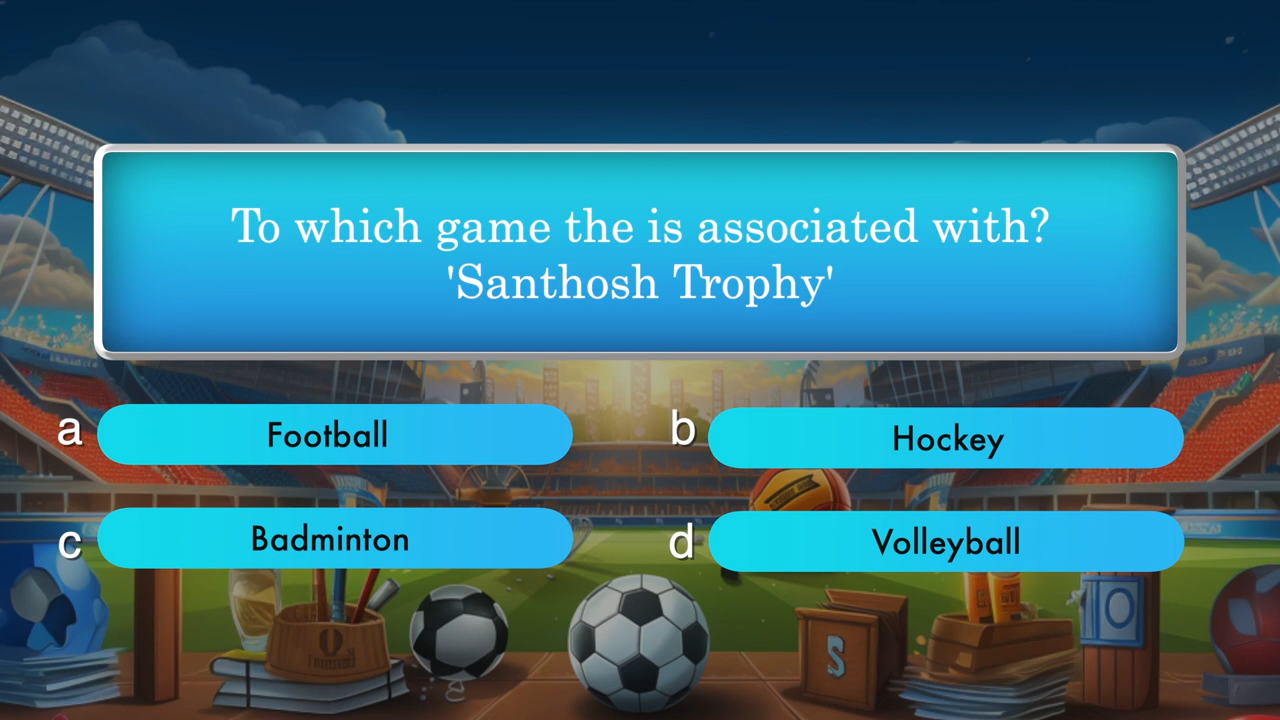 To which game the is associated with?
'Santhosh Trophy'
a Football
b Hockey
c Badminton
d Volleyball
S